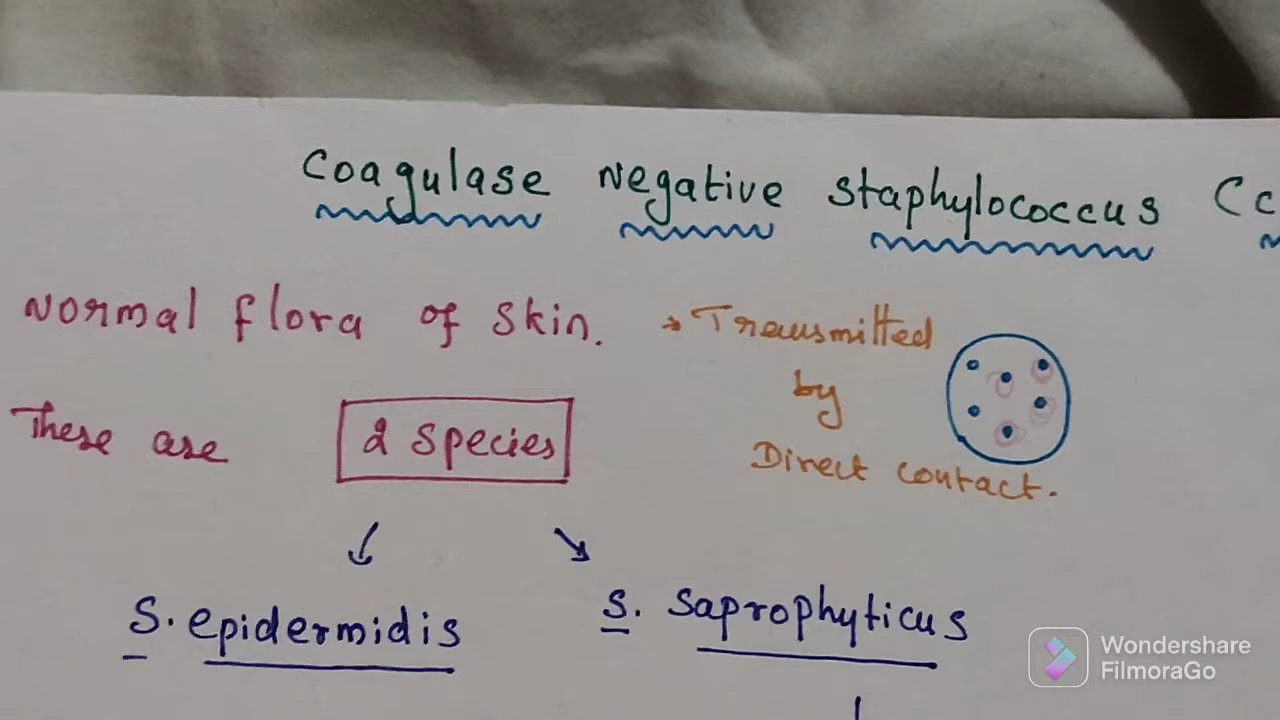 Coagulase negative staphylococcus (c
Normal flora of skin.
→ Transmitted
by
Direct contact.
These are 2 species
S. epidermidis
S. saprophyticus
Wondershare
FilmoraGo